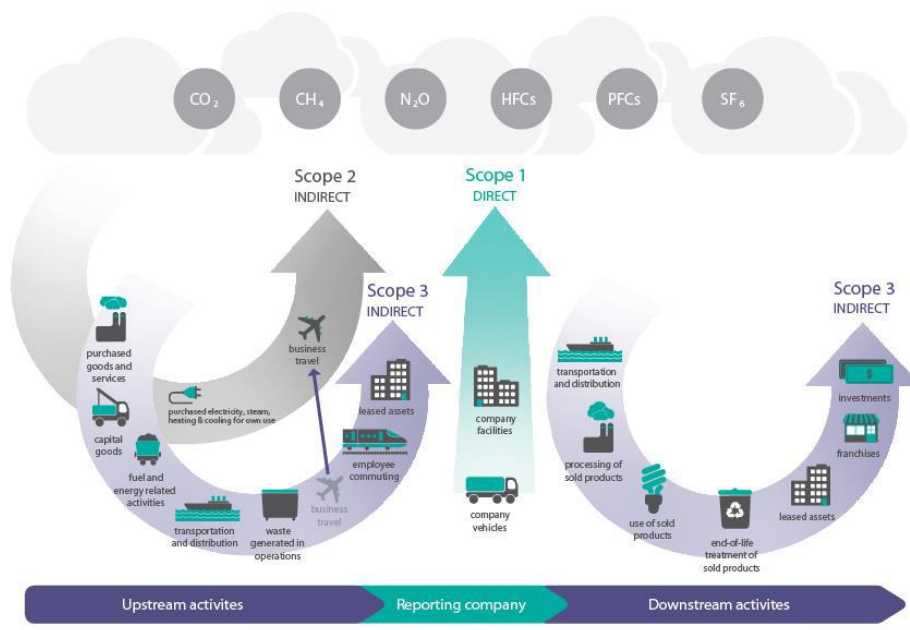 CO₂
CH₄
N₂O
HFCs
PFCs
SF₆
Scope 2
INDIRECT
Scope 1
DIRECT
Scope 3
INDIRECT
Scope 3
INDIRECT
purchased
goods and
services
capital
goods
fuel and
energy related
activities
purchased electricity, steam,
heating & cooling for own use
transportation
and distribution
waste
generated in
operations
business
travel
business
travel
employee
commuting
leased assets
company
facilities
company
vehicles
transportation
and distribution
processing of
sold products
use of sold
products
end-of-life
treatment of
sold products
leased assets
franchises
investments
$
Upstream activites
Reporting company
Downstream activites